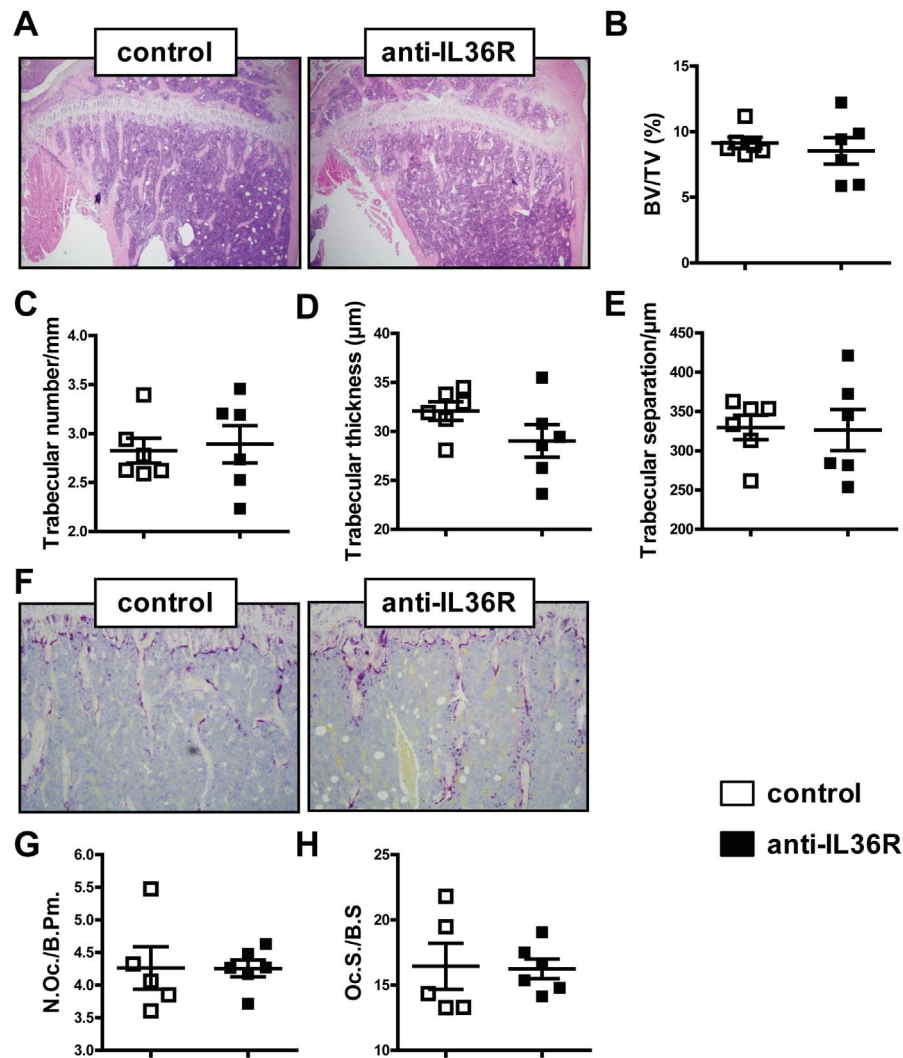 A
control
anti-IL36R
B
BV/TV (%)
15
10
5
0
C
Trabecular number/mm
4.0
3.5
3.0
2.5
2.0
D
Trabecular thickness (µm)
40
35
30
25
20
E
Trabecular separation/µm
450
400
350
300
250
200
F
control
anti-IL36R
control
anti-IL36R
G
N.Oc./B.Pm.
6.0
5.5
5.0
4.5
4.0
3.5
3.0
H
Oc.S./B.S
25
20
15
10